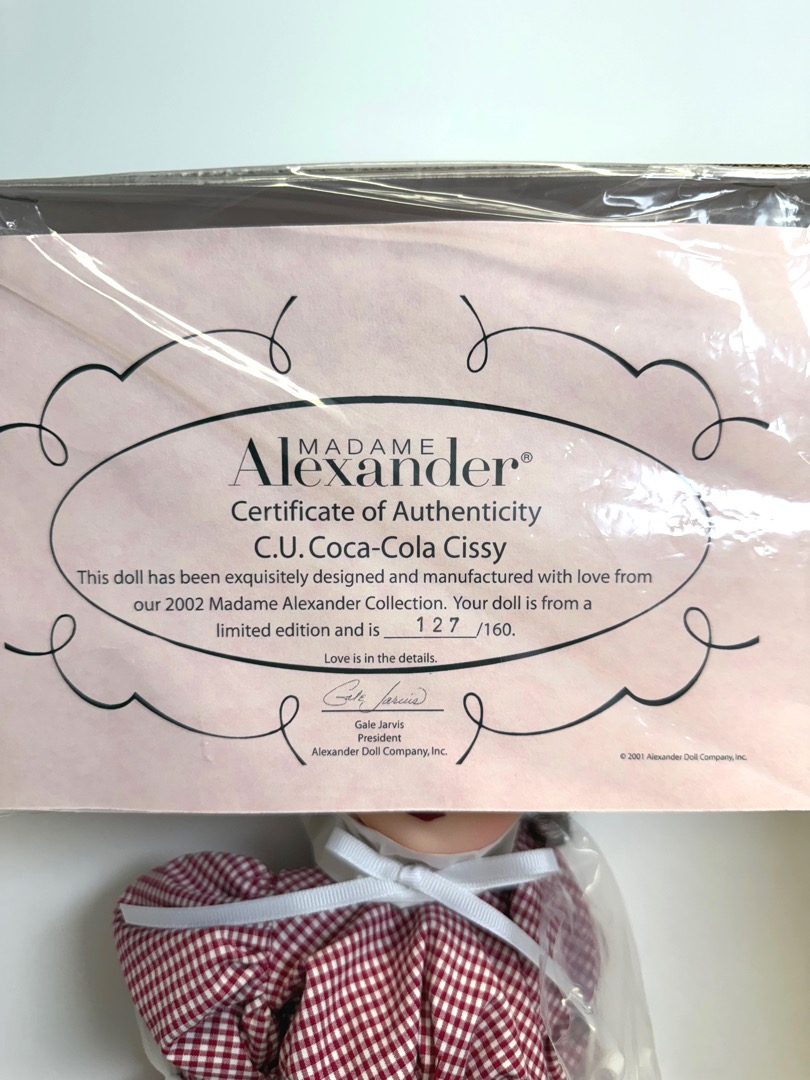 MADAME
Alexander®
Certificate of Authenticity
C.U. Coca-Cola Cissy
This doll has been exquisitely designed and manufactured with love from
our 2002 Madame Alexander Collection. Your doll is from a
limited edition and is 127/160.
Love is in the details.
Gale Jarvis
Gale Jarvis
President
Alexander Doll Company, Inc.
© 2001 Alexander Doll Company, Inc.